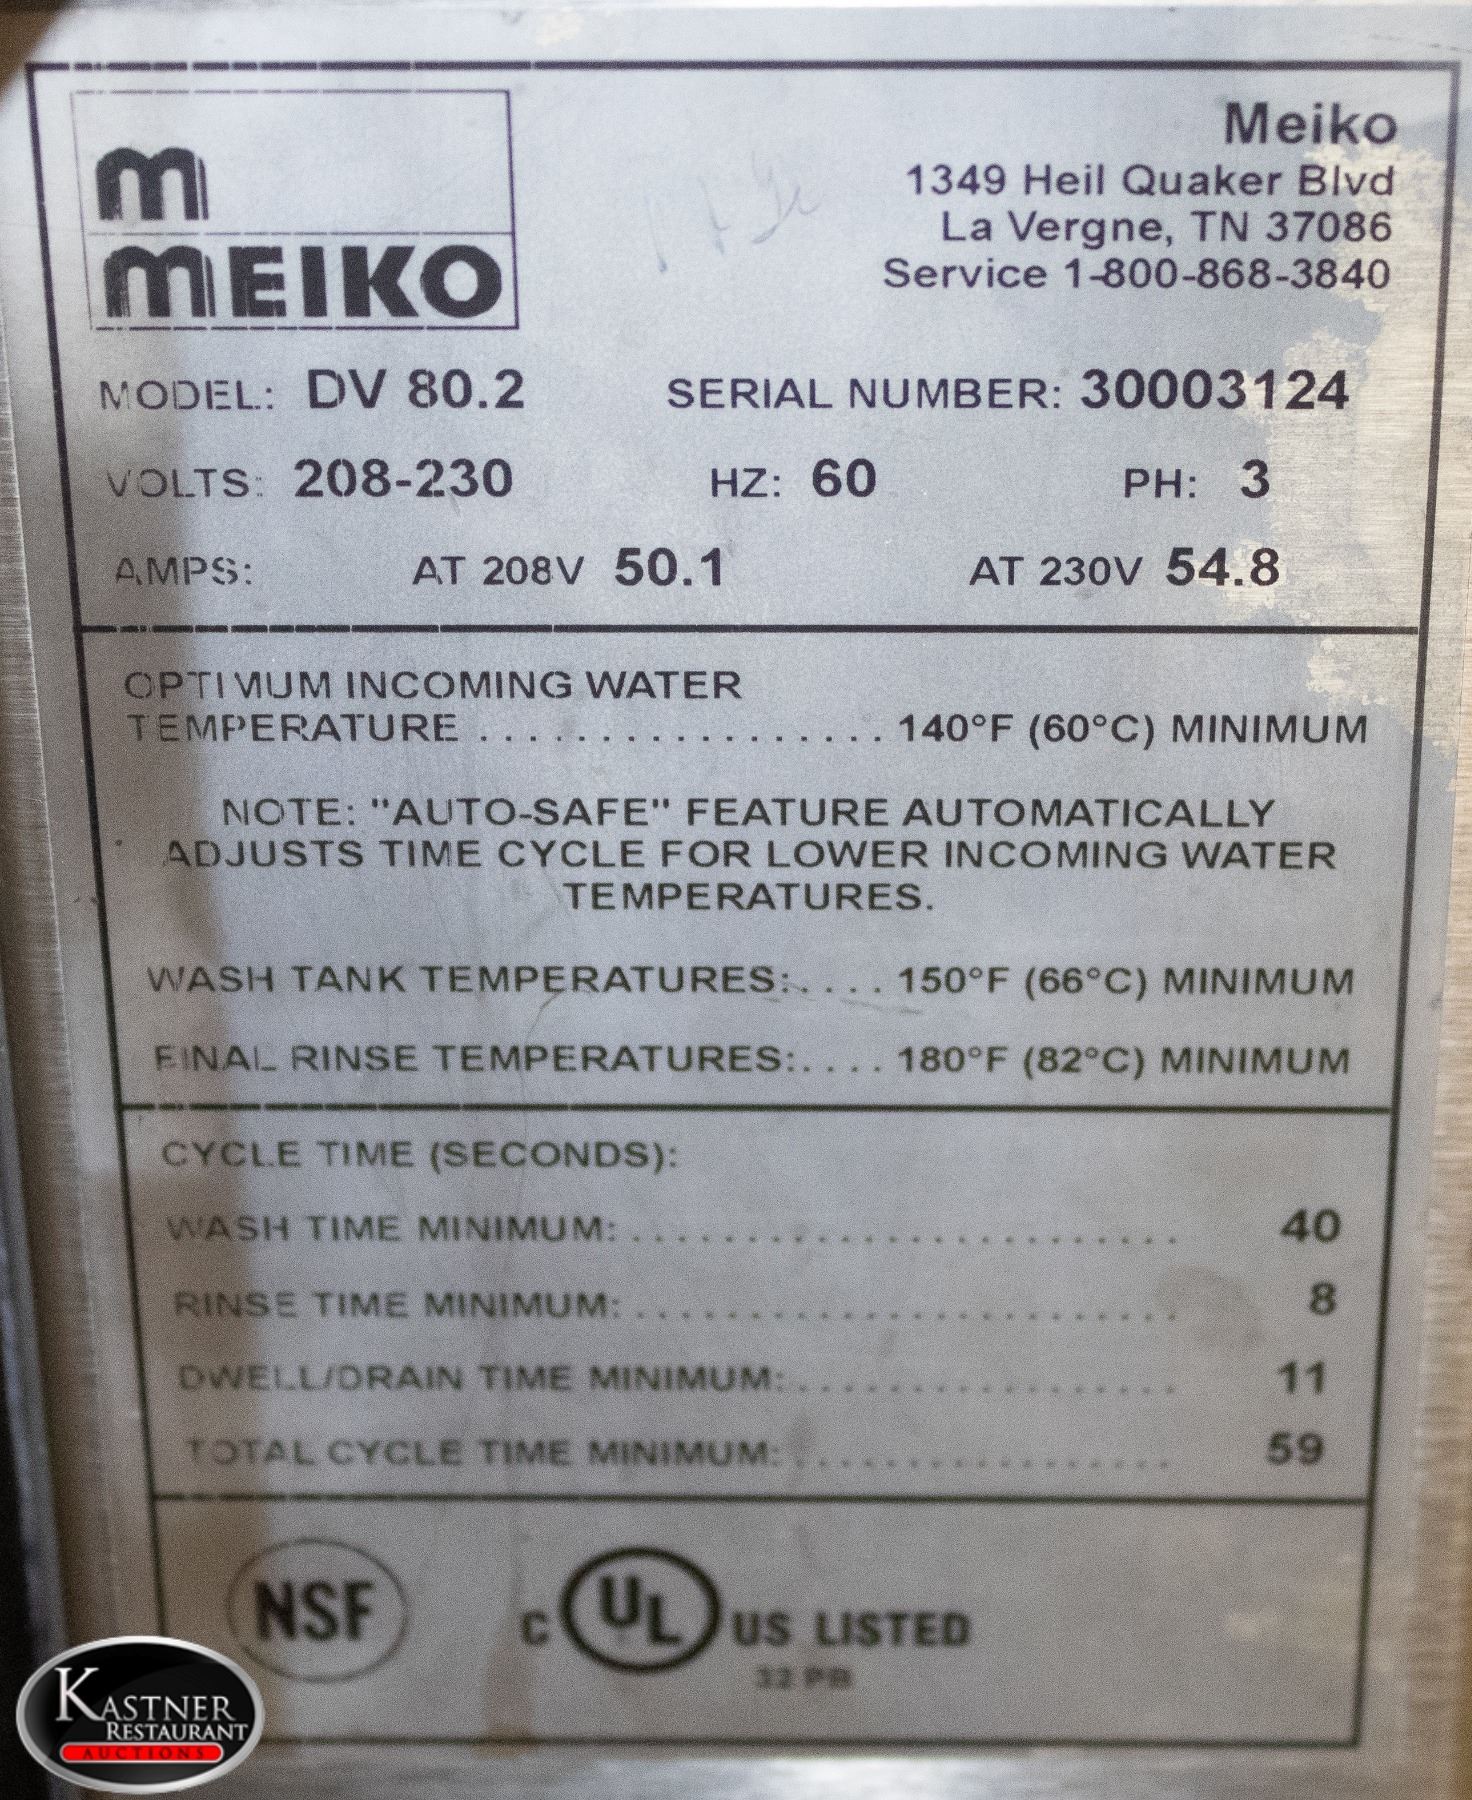 m
MEIKO
Meiko
1349 Heil Quaker Blvd
La Vergne, TN 37086
Service 1-800-868-3840
MODEL: DV 80.2 SERIAL NUMBER: 30003124
VOLTS: 208-230 HZ: 60 PH: 3
AMPS: AT 208V 50.1 AT 230V 54.8
OPTIMUM INCOMING WATER
TEMPERATURE .................. 140°F (60°C) MINIMUM
NOTE: "AUTO-SAFE" FEATURE AUTOMATICALLY
ADJUSTS TIME CYCLE FOR LOWER INCOMING WATER
TEMPERATURES.
WASH TANK TEMPERATURES:.... 150°F (66°C) MINIMUM
FINAL RINSE TEMPERATURES:.... 180°F (82°C) MINIMUM
CYCLE TIME (SECONDS):
WASH TIME MINIMUM:........................ 40
RINSE TIME MINIMUM:........................ 8
DWELL/DRAIN TIME MINIMUM:................. 11
TOTAL CYCLE TIME MINIMUM:................. 59
NSF
C UL US LISTED
KASTNER
RESTAURANT
AUCTIONS